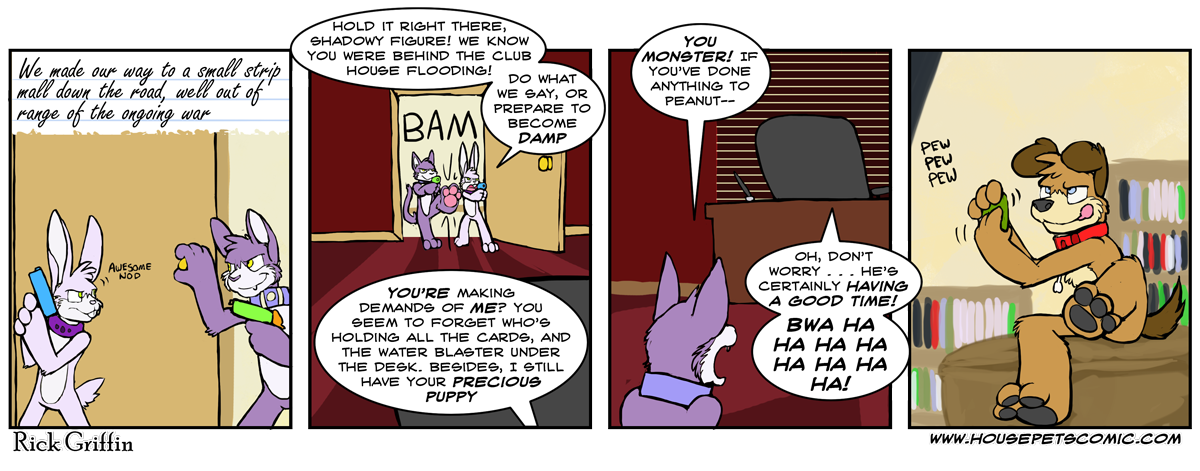 We made our way to a small strip
mall down the road, well out of
range of the ongoing war
AWESOME
NOD
HOLD IT RIGHT THERE,
SHADOWY FIGURE! WE KNOW
YOU WERE BEHIND THE CLUB
HOUSE FLOODING!
DO WHAT
WE SAY, OR
PREPARE TO
BECOME
DAMP
BAM
YOU'RE MAKING
DEMANDS OF ME? YOU
SEEM TO FORGET WHO'S
HOLDING ALL THE CARDS, AND
THE WATER BLASTER UNDER
THE DESK. BESIDES, I STILL
HAVE YOUR PRECIOUS
PUPPY
YOU
MONSTER! IF
YOU'VE DONE
ANYTHING TO
PEANUT--
OH, DON'T
WORRY . . . HE'S
CERTAINLY HAVING
A GOOD TIME!
BWA HA
HA HA HA
HA HA HA
HA!
PEW
PEW
PEW
Rick Griffin
WWW.HOUSEPETSCOMIC.COM